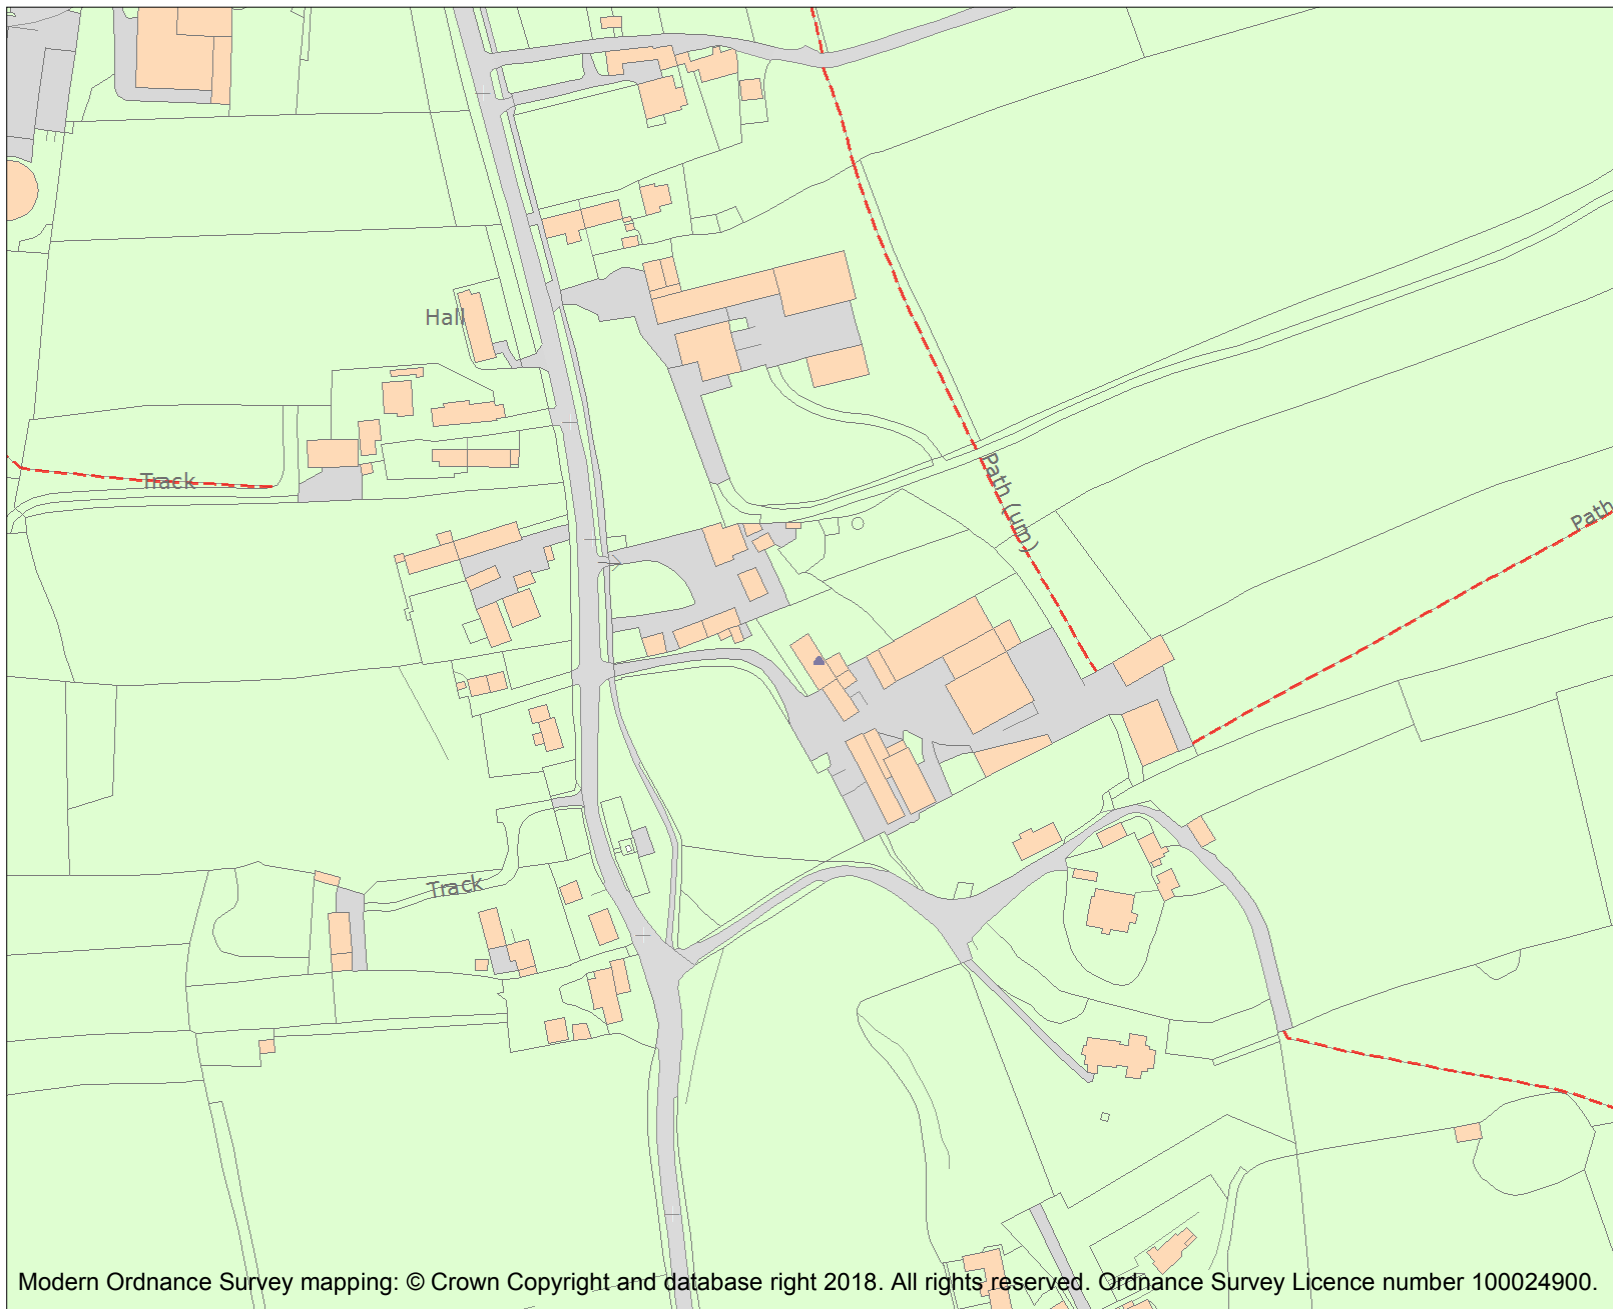 Hall
Track
Path (um)
Path
Track
Modern Ordnance Survey mapping: © Crown Copyright and database right 2018. All rights reserved. Ordnance Survey Licence number 100024900.